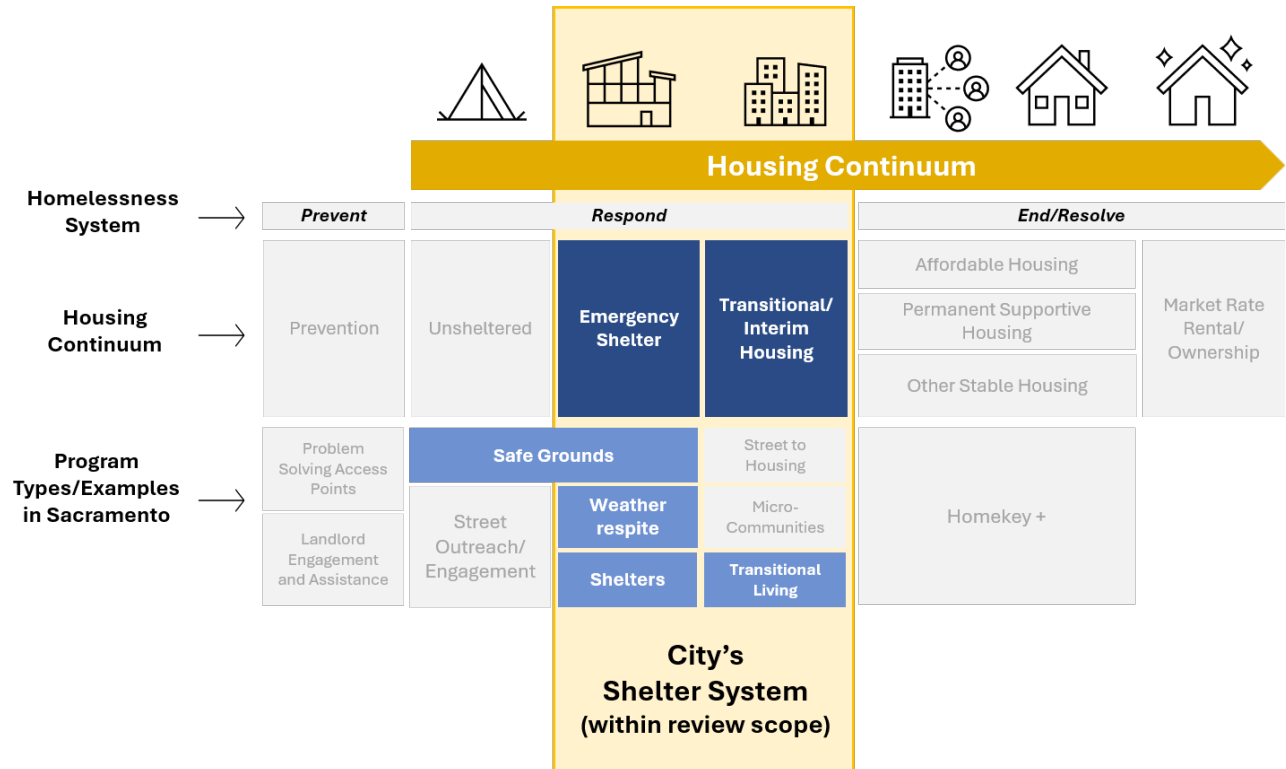 Housing Continuum
Homelessness
System
Prevent
Respond
End/Resolve
Housing
Continuum
Prevention
Unsheltered
Emergency
Shelter
Transitional/
Interim
Housing
Affordable Housing
Permanent Supportive
Housing
Other Stable Housing
Market Rate
Rental/
Ownership
Program
Types/Examples
in Sacramento
Problem
Solving Access
Points
Landlord
Engagement
and Assistance
Safe Grounds
Street
Outreach/
Engagement
Weather
respite
Shelters
Street to
Housing
Micro-
Communities
Transitional
Living
Homekey +
City’s
Shelter System
(within review scope)